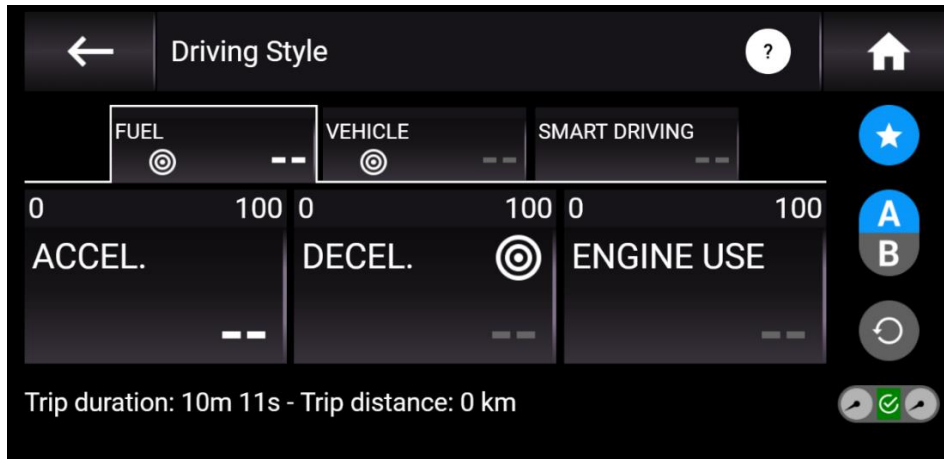 Driving Style ?
FUEL VEHICLE SMART DRIVING
-- -- --
0 100 0 100 0 100
ACCEL. DECEL. ENGINE USE
-- -- --
A
B
Trip duration: 10m 11s - Trip distance: 0 km